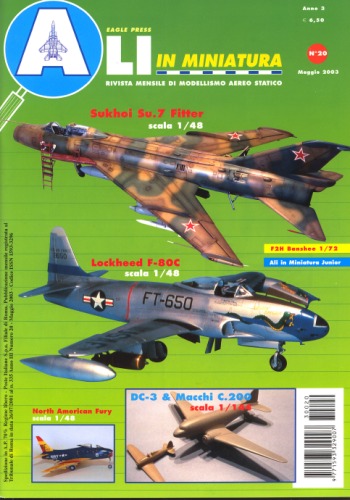 Anno 3
€ 6,50
EAGLE PRESS
ALI IN MINIATURA
RIVISTA MENSILE DI MODELLISMO AEREO STATICO
N°20
Maggio 2003
Sukhoi Su.7 Fitter
scala 1/48
F2H Banshee 1/72
Ali in Miniatura Junior
Lockheed F-80C
scala 1/48
FT-650
DC-3 & Macchi C.200
scala 1/144
North American Fury
scala 1/48
30020